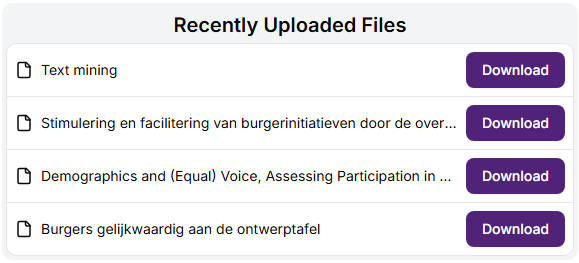 Recently Uploaded Files
Text mining
Download
Stimulering en facilitering van burgerinitiatieven door de over...
Download
Demographics and (Equal) Voice, Assessing Participation in ...
Download
Burgers gelijkwaardig aan de ontwerptafel
Download